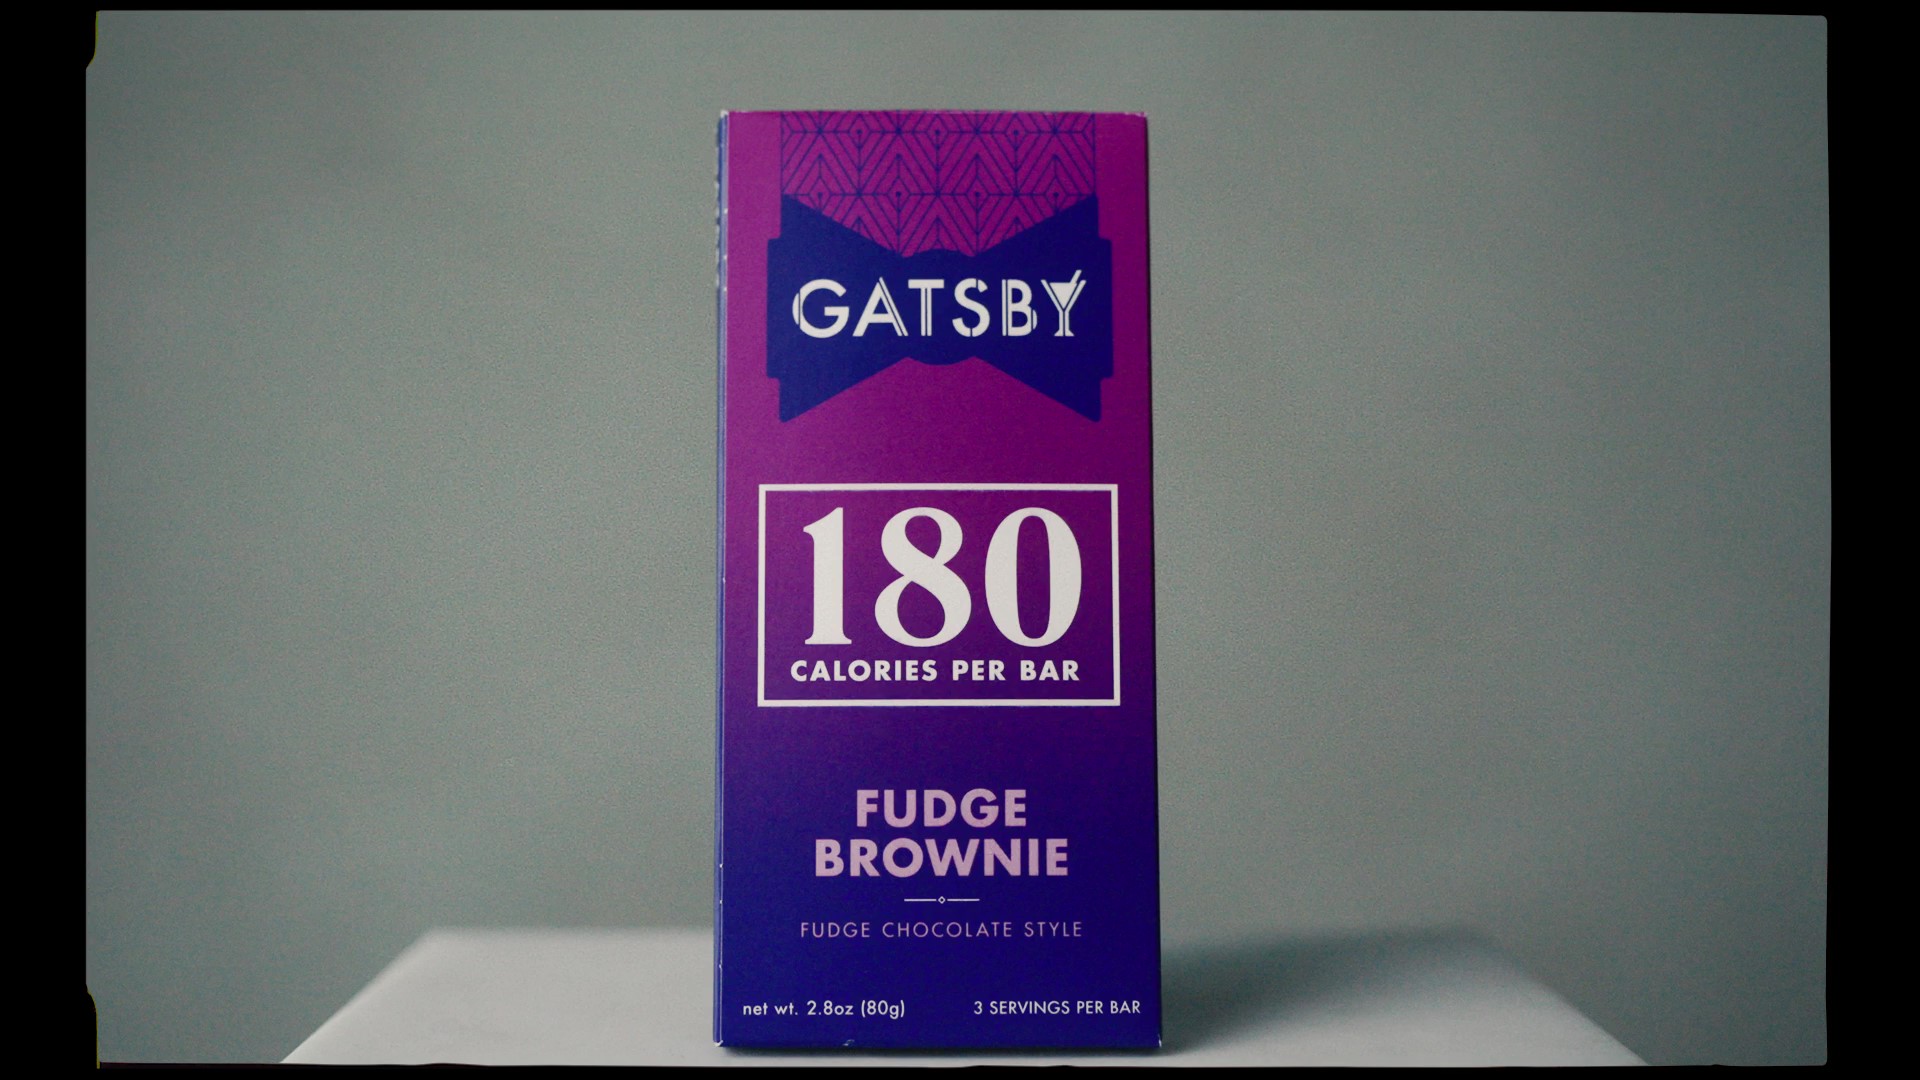 GATSBY
180
CALORIES PER BAR
FUDGE
BROWNIE
FUDGE CHOCOLATE STYLE
net wt. 2.8oz (80g) 3 SERVINGS PER BAR